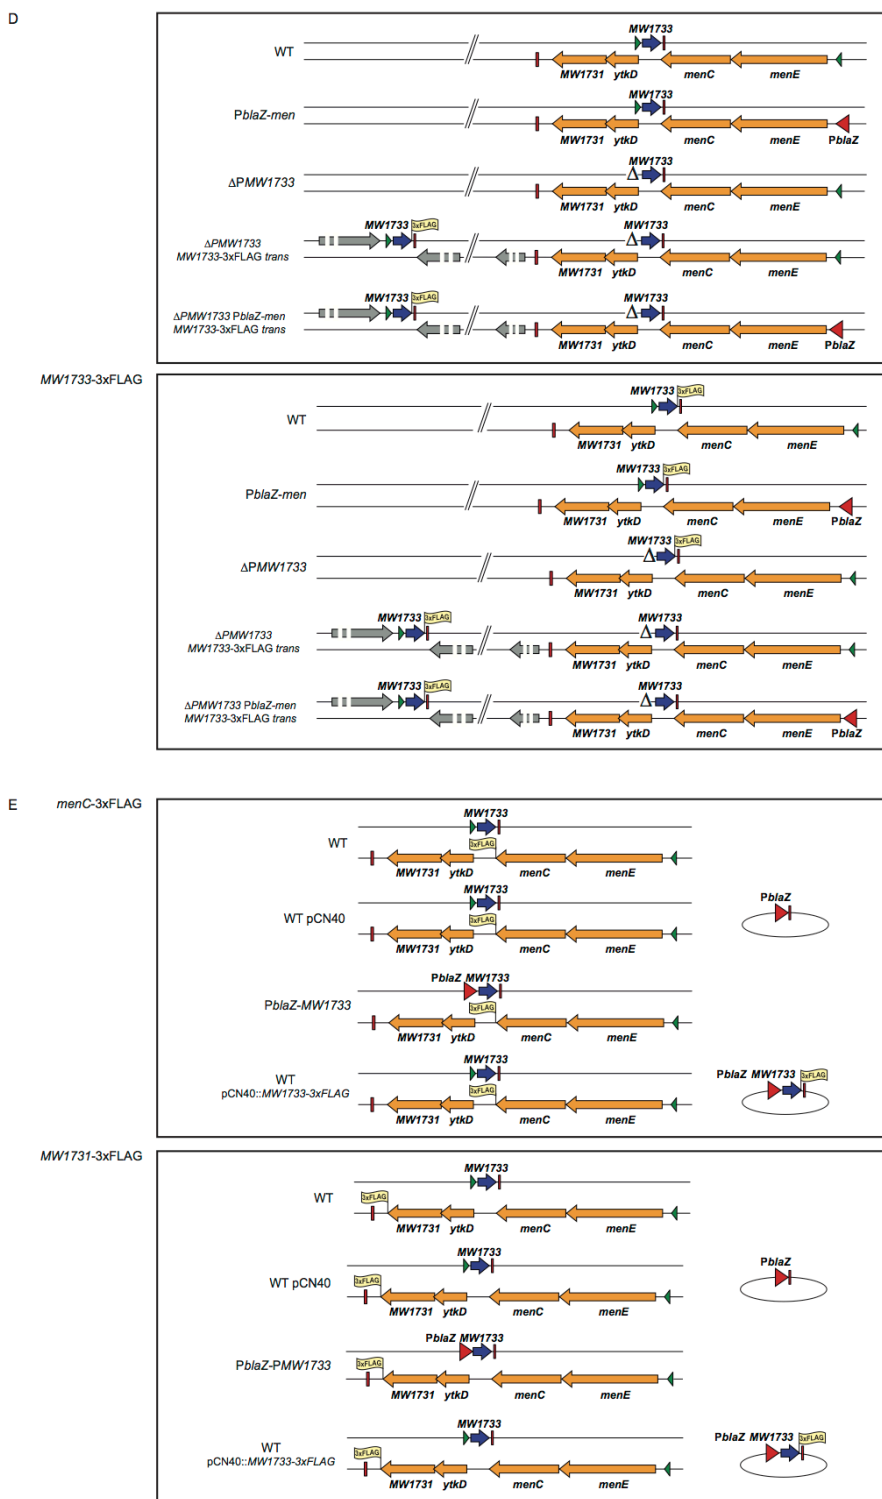 D
MW1733
WT
MW1731 ytkD menC menE
MW1733
PblaZ-men
MW1731 ytkD menC menE PblaZ
MW1733
ΔPMW1733
Δ
MW1731 ytkD menC menE
MW1733 3xFLAG MW1733
ΔPMW1733
MW1733-3xFLAG trans
Δ
MW1731 ytkD menC menE
MW1733 3xFLAG MW1733
ΔPMW1733 PblaZ-men
MW1733-3xFLAG trans
Δ
MW1731 ytkD menC menE PblaZ
MW1733-3xFLAG
MW1733 3xFLAG
WT
MW1731 ytkD menC menE
MW1733 3xFLAG
PblaZ-men
MW1731 ytkD menC menE PblaZ
MW1733 3xFLAG
ΔPMW1733
Δ
MW1731 ytkD menC menE
MW1733 3xFLAG MW1733
ΔPMW1733
MW1733-3xFLAG trans
Δ
MW1731 ytkD menC menE
MW1733 3xFLAG MW1733
ΔPMW1733 PblaZ-men
MW1733-3xFLAG trans
Δ
MW1731 ytkD menC menE PblaZ
E
menC-3xFLAG
MW1733
WT
3xFLAG
MW1731 ytkD menC menE
MW1733 PblaZ
WT pCN40
3xFLAG
MW1731 ytkD menC menE
PblaZ MW1733
PblaZ-MW1733
3xFLAG
MW1731 ytkD menC menE
MW1733 PblaZ MW1733 3xFLAG
WT
pCN40::MW1733-3xFLAG
3xFLAG
MW1731 ytkD menC menE
MW1731-3xFLAG
MW1733
WT
3xFLAG
MW1731 ytkD menC menE
MW1733 PblaZ
WT pCN40
3xFLAG
MW1731 ytkD menC menE
PblaZ MW1733
PblaZ-PMW1733
3xFLAG
MW1731 ytkD menC menE
MW1733 PblaZ MW1733 3xFLAG
WT
pCN40::MW1733-3xFLAG
3xFLAG
MW1731 ytkD menC menE